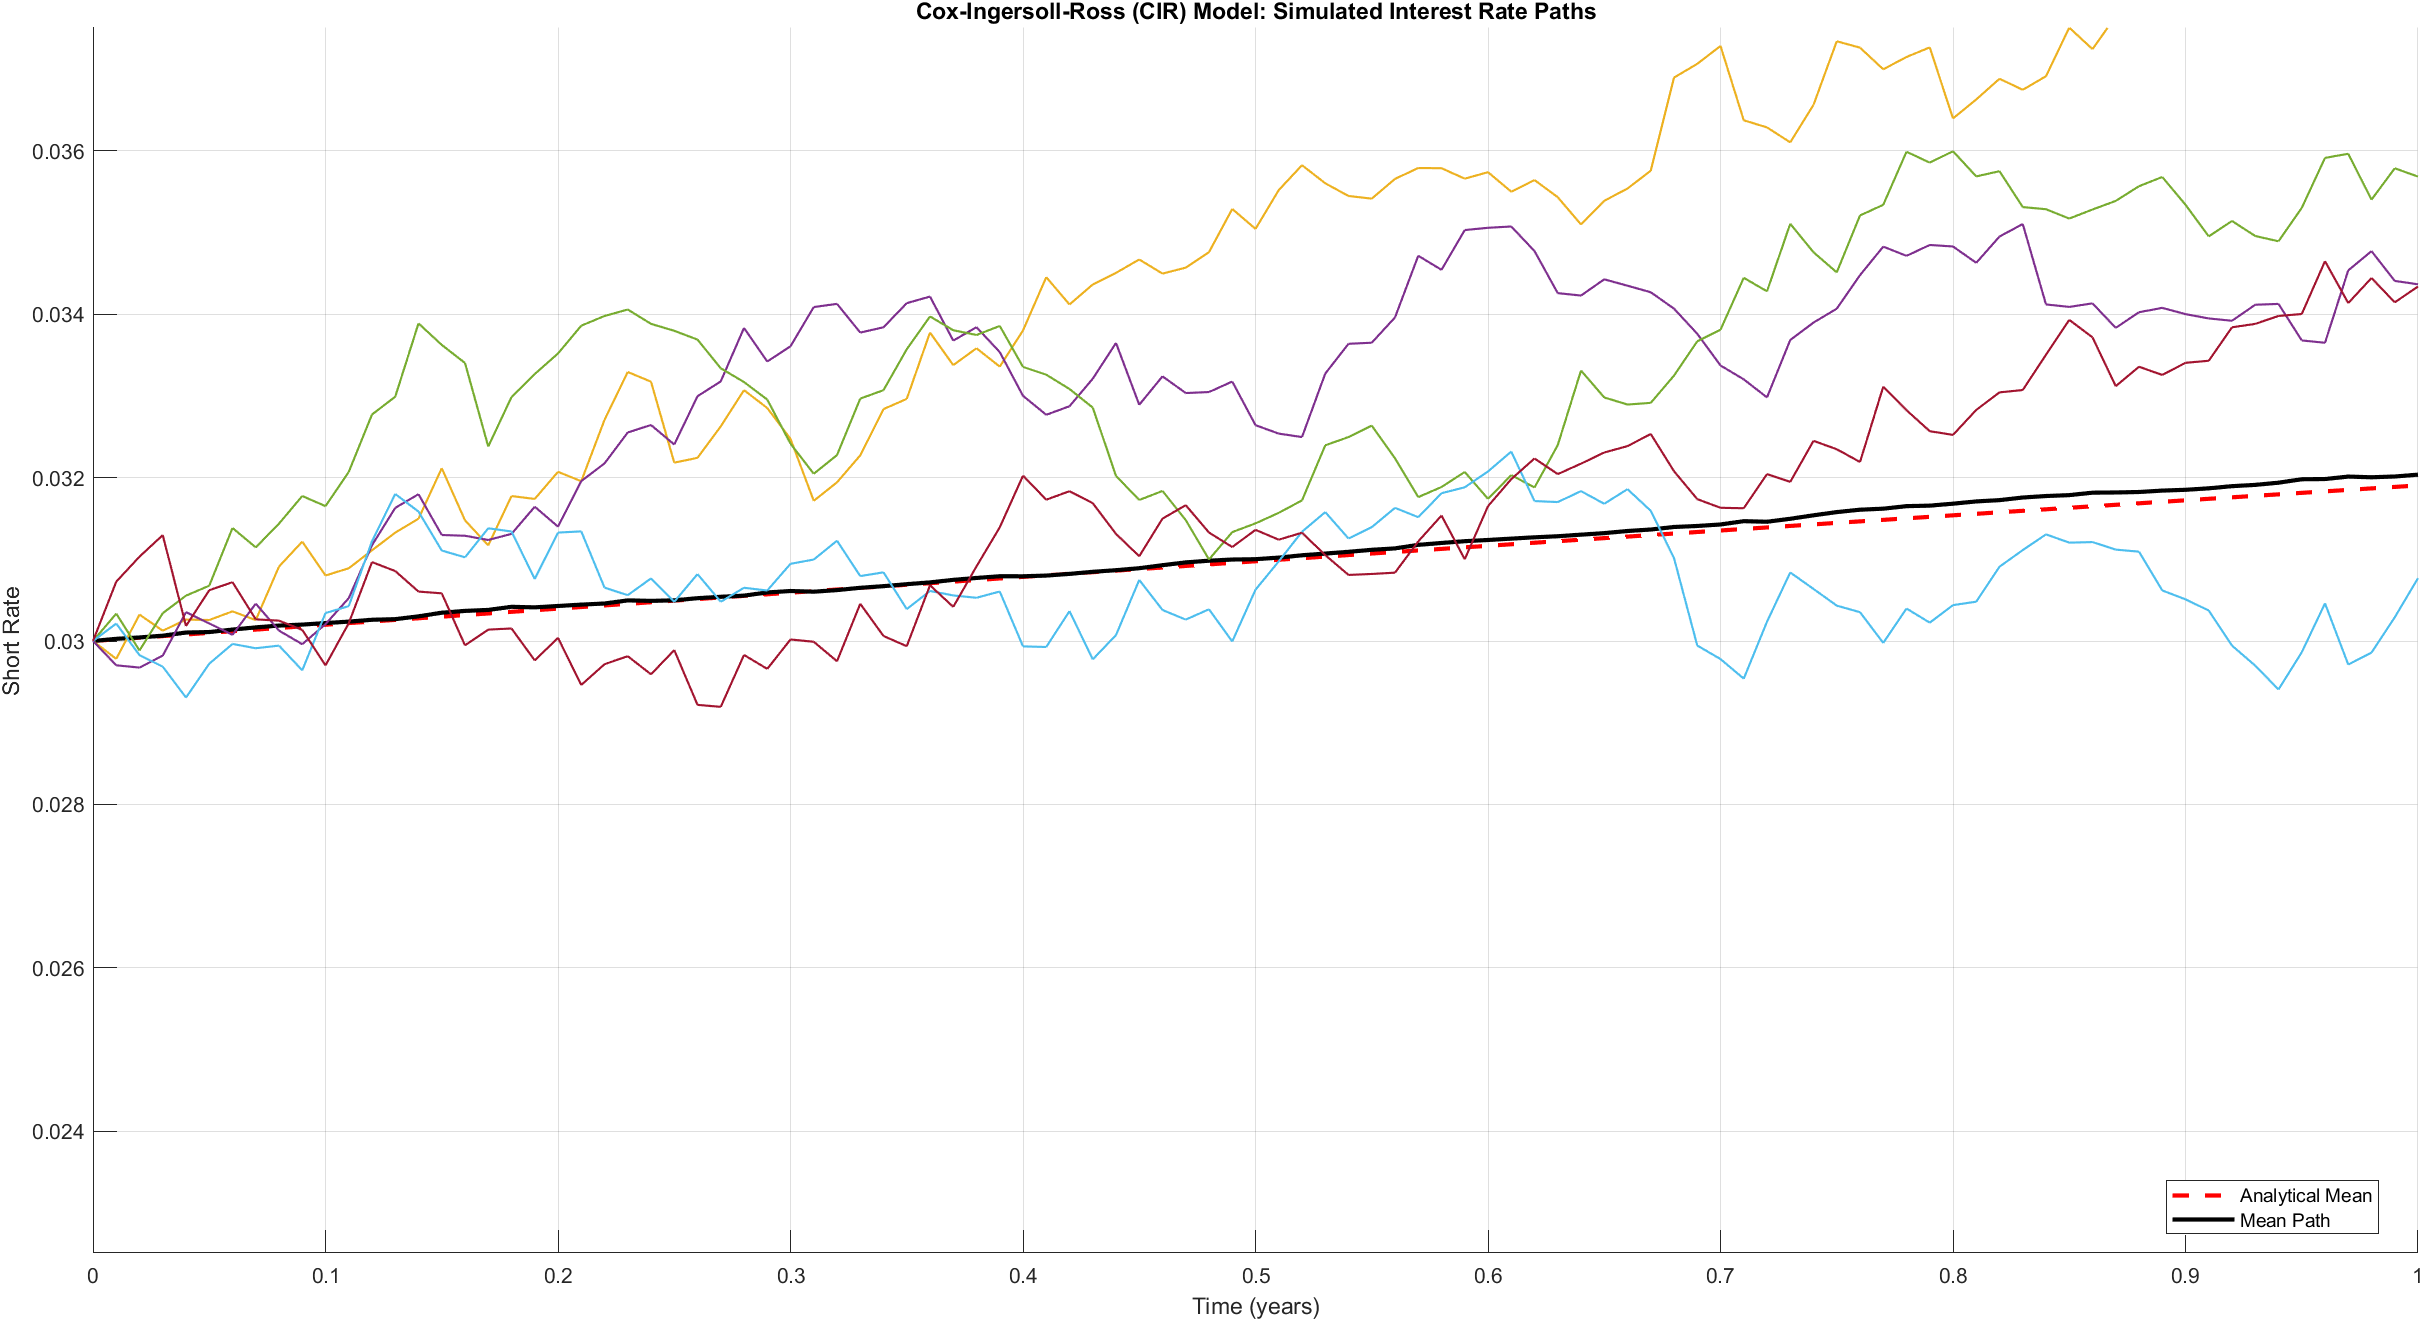 Cox-Ingersoll-Ross (CIR) Model: Simulated Interest Rate Paths
Short Rate
0.036
0.034
0.032
0.03
0.028
0.026
0.024
Analytical Mean
Mean Path
0 0.1 0.2 0.3 0.4 0.5 0.6 0.7 0.8 0.9 1
Time (years)